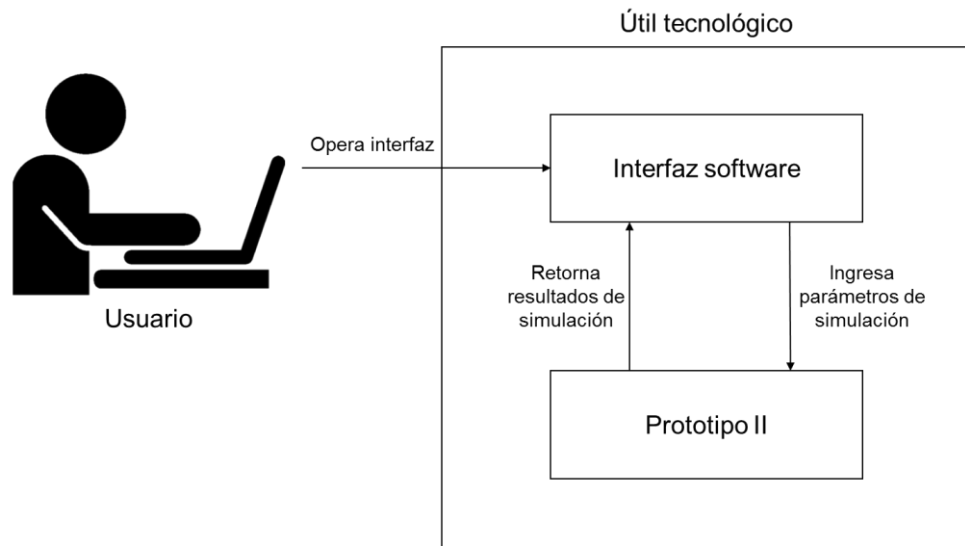 Útil tecnológico
Opera interfaz
Interfaz software
Retorna
resultados de
simulación
Ingresa
parámetros de
simulación
Usuario
Prototipo II